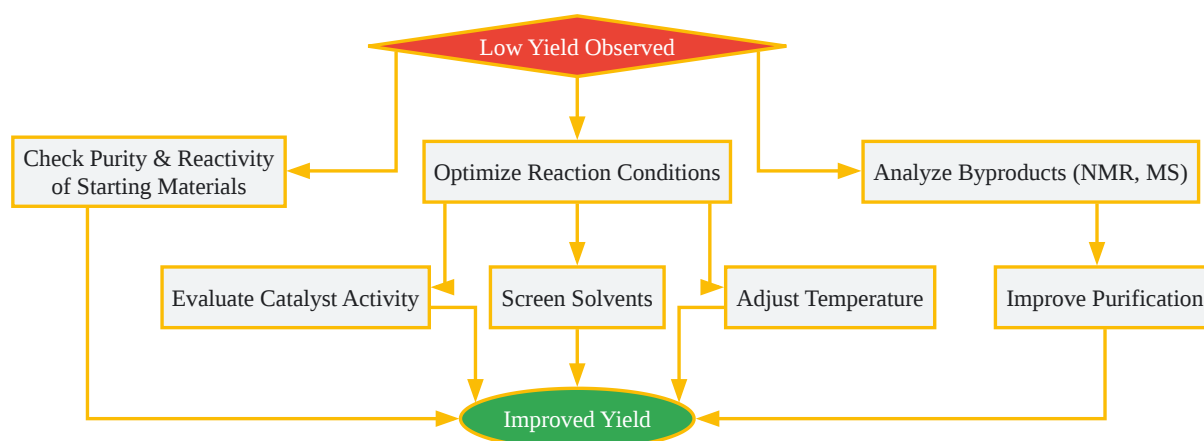 Low Yield Observed
Check Purity & Reactivity
of Starting Materials
Optimize Reaction Conditions
Analyze Byproducts (NMR, MS)
Evaluate Catalyst Activity
Screen Solvents
Adjust Temperature
Improve Purification
Improved Yield